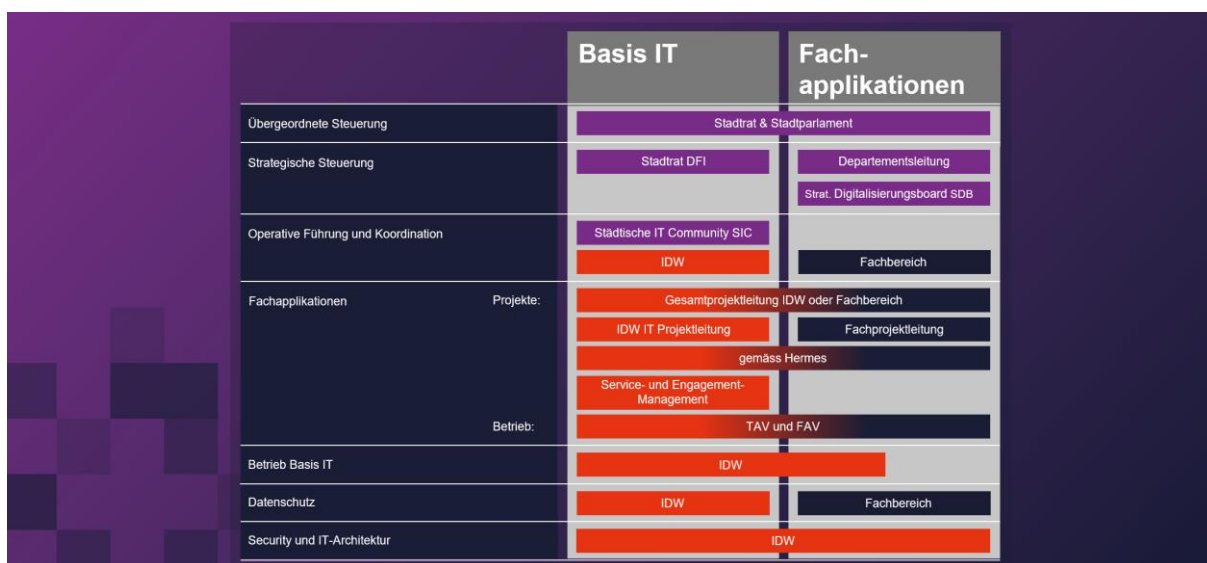 Basis IT
Fach-
applikationen
Übergeordnete Steuerung
Stadtrat & Stadtparlament
Strategische Steuerung
Stadtrat DFI
Departementsleitung
Strat. Digitalisierungsboard SDB
Operative Führung und Koordination
Städtische IT Community SIC
IDW
Fachbereich
Fachapplikationen
Projekte:
Gesamtprojektleitung IDW oder Fachbereich
IDW IT Projektleitung
Fachprojektleitung
gemäss Hermes
Service- und Engagement-
Management
Betrieb:
TAV und FAV
Betrieb Basis IT
IDW
Datenschutz
IDW
Fachbereich
Security und IT-Architektur
IDW